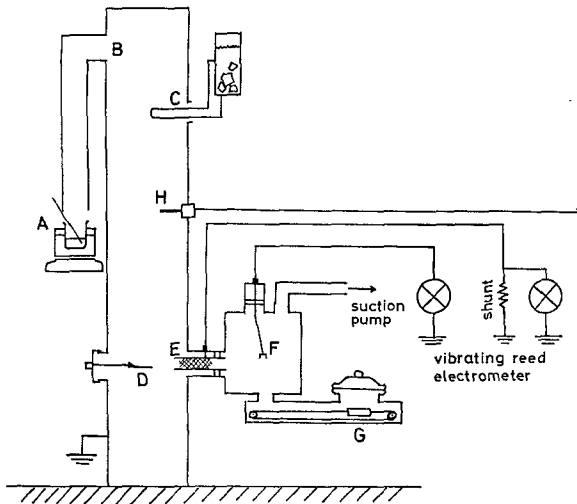 B
C
A
H
suction
pump
shunt
vibrating reed
electrometer
E
F
D
G